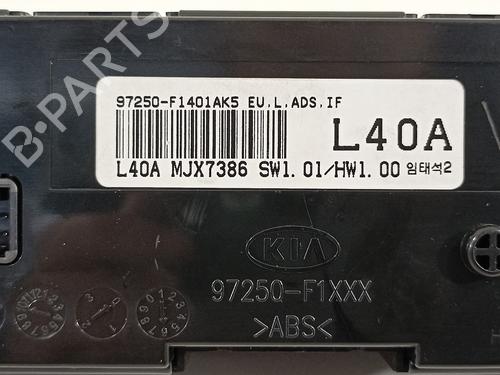 97250-F1401AK5 EU.L.ADS.IF
L40A
L40A MJX7386 SW1.01/HW1.00 임태석2
KIA
97250-F1XXX
>ABS<
B-Parts